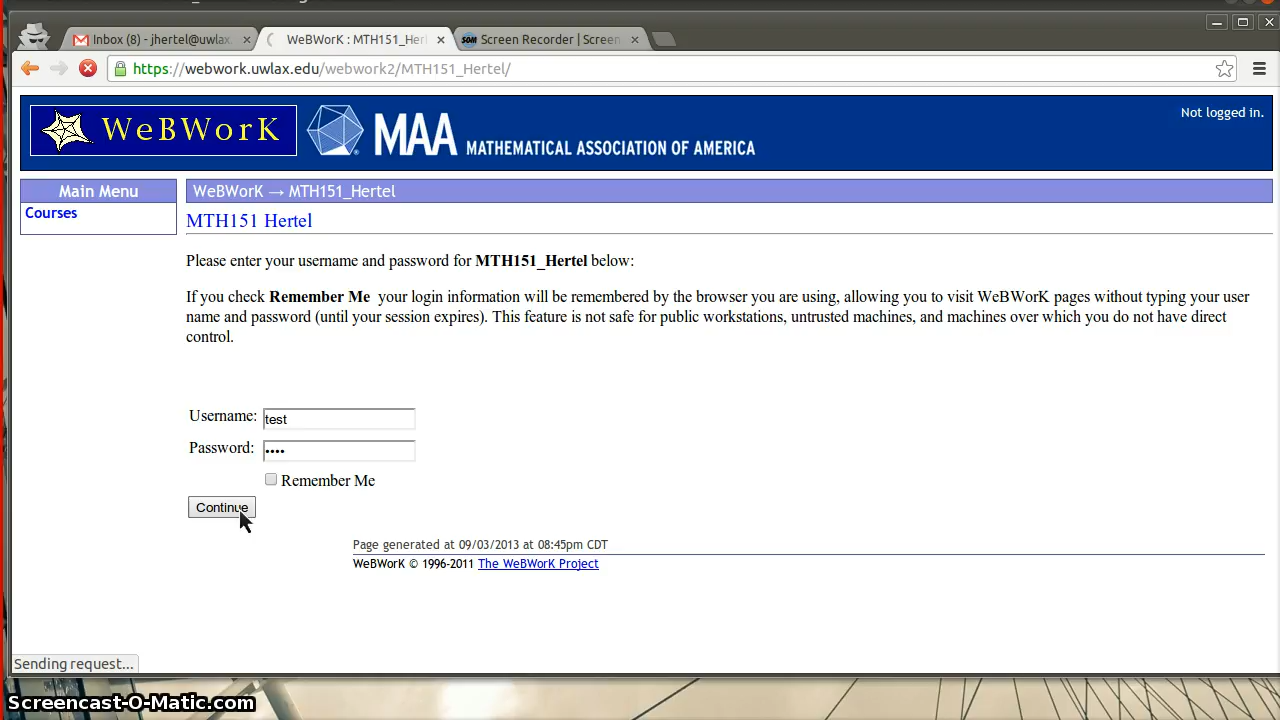 Inbox (8) - jhertel@uwlax.
WeBWorK : MTH151_Her
Screen Recorder | Screen
https://webwork.uwlax.edu/webwork2/MTH151_Hertel/
WeBWorK
MAA MATHEMATICAL ASSOCIATION OF AMERICA
Not logged in.
Main Menu
WeBWorK → MTH151_Hertel
Courses
MTH151 Hertel
Please enter your username and password for MTH151_Hertel below:
If you check Remember Me your login information will be remembered by the browser you are using, allowing you to visit WeBWorK pages without typing your user
name and password (until your session expires). This feature is not safe for public workstations, untrusted machines, and machines over which you do not have direct
control.
Username: test
Password: ••••
Remember Me
Continue
Page generated at 09/03/2013 at 08:45pm CDT
WeBWorK © 1996-2011 The WeBWorK Project
Sending request...
Screencast-O-Matic.com